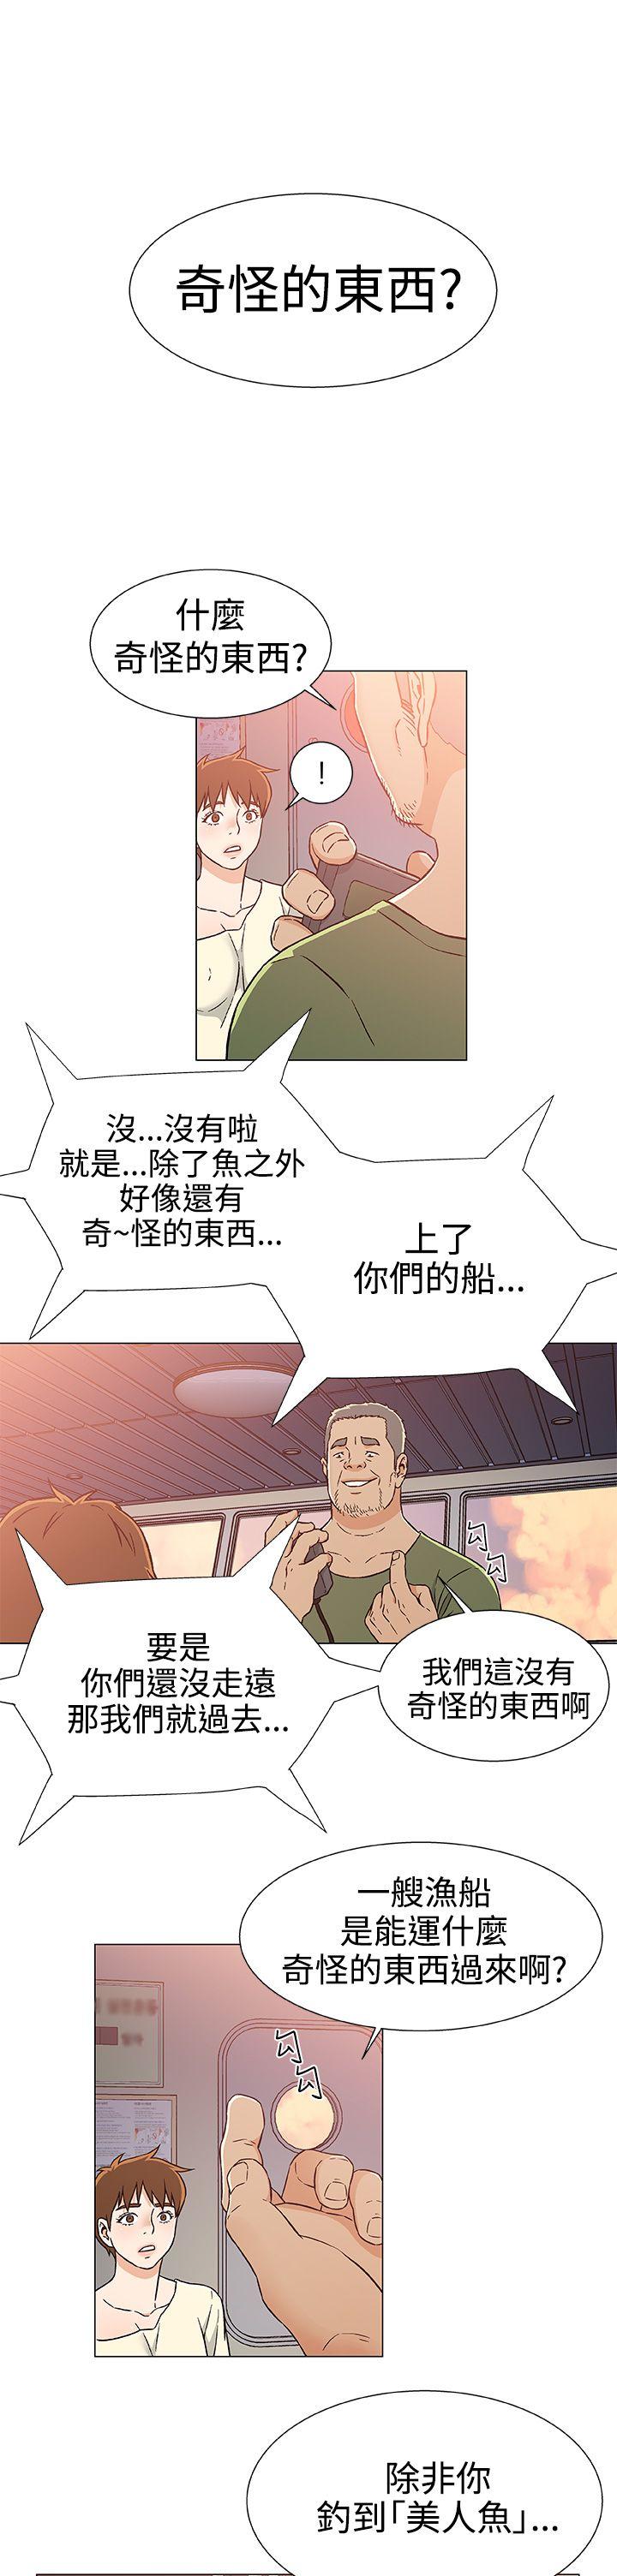 奇怪的東西?
什麼
奇怪的東西?
!
沒...沒有啦
就是...除了魚之外
好像還有
奇~怪的東西...
上了
你們的船...
勾
勾
要是
你們還沒走遠
那我們就過去...
我們這沒有
奇怪的東西啊
一艘漁船
是能運什麼
奇怪的東西過來啊?
勾
勾
除非你
釣到「美人魚」...